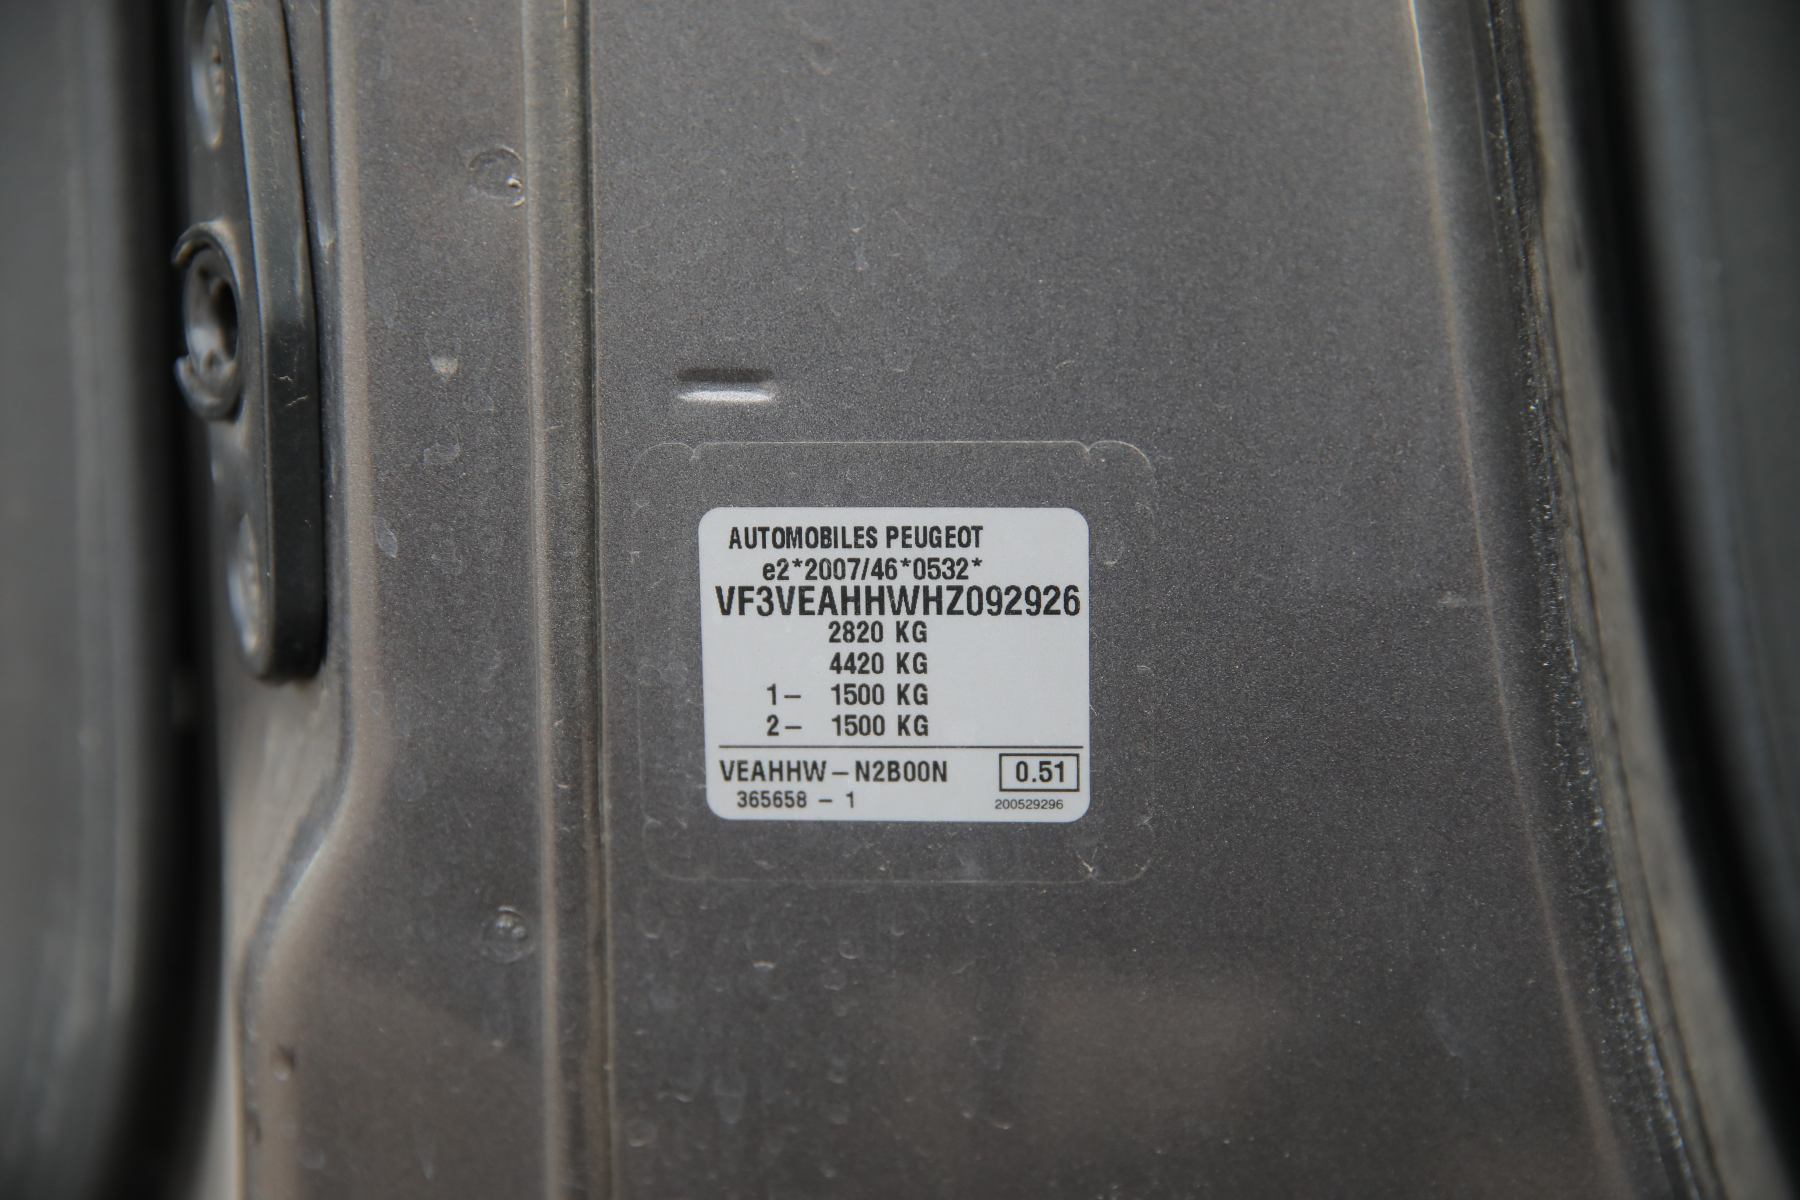 AUTOMOBILES PEUGEOT
e2*2007/46*0532*
VF3VEAHHWHZ092926
2820 KG
4420 KG
1– 1500 KG
2– 1500 KG
VEAHHW–N2B00N 0.51
365658 – 1 200529296